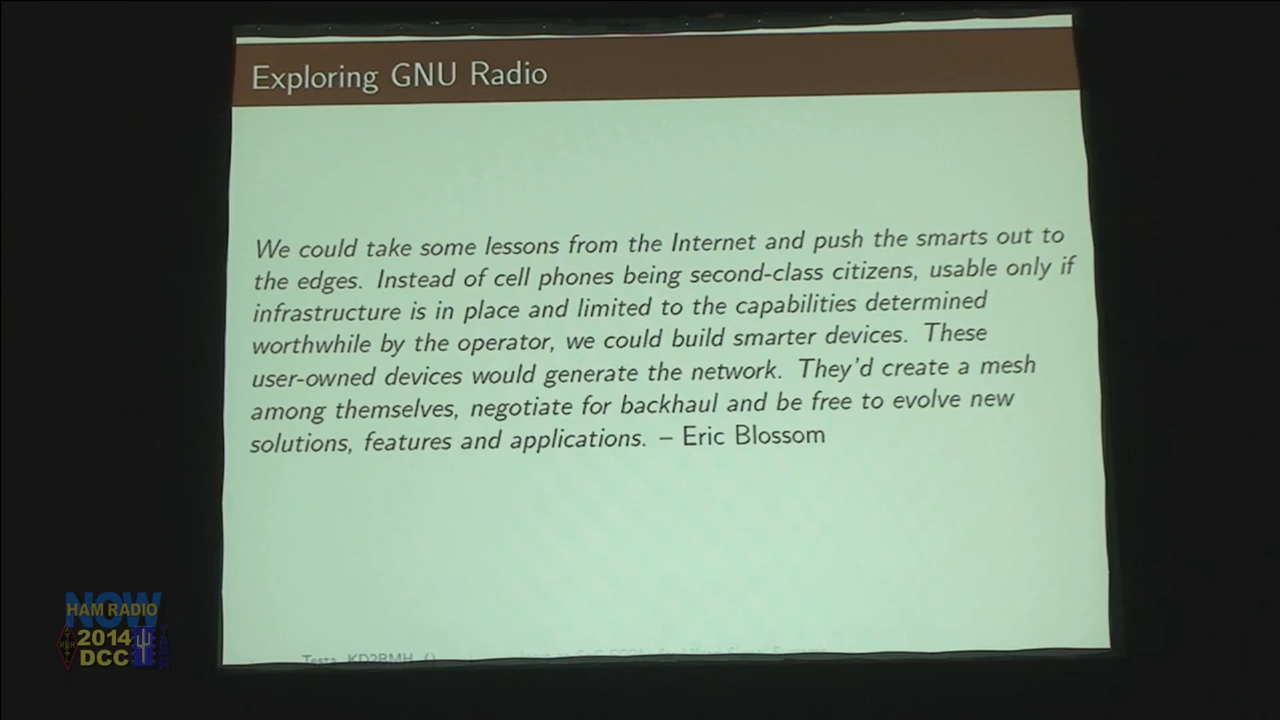 Exploring GNU Radio
We could take some lessons from the Internet and push the smarts out to
the edges. Instead of cell phones being second-class citizens, usable only if
infrastructure is in place and limited to the capabilities determined
worthwhile by the operator, we could build smarter devices. These
user-owned devices would generate the network. They'd create a mesh
among themselves, negotiate for backhaul and be free to evolve new
solutions, features and applications. – Eric Blossom
NOW
HAM RADIO
2014
DCC